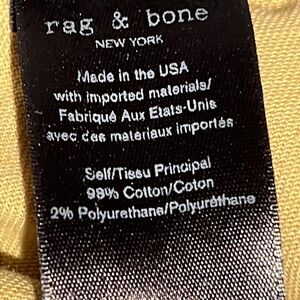 rag & bone
NEW YORK
Made in the USA
with imported materials/
Fabriqué Aux Etats-Unis
avec des materiaux importés
Self/Tissu Principal
98% Cotton/Coton
2% Polyurethane/Polyuréthane